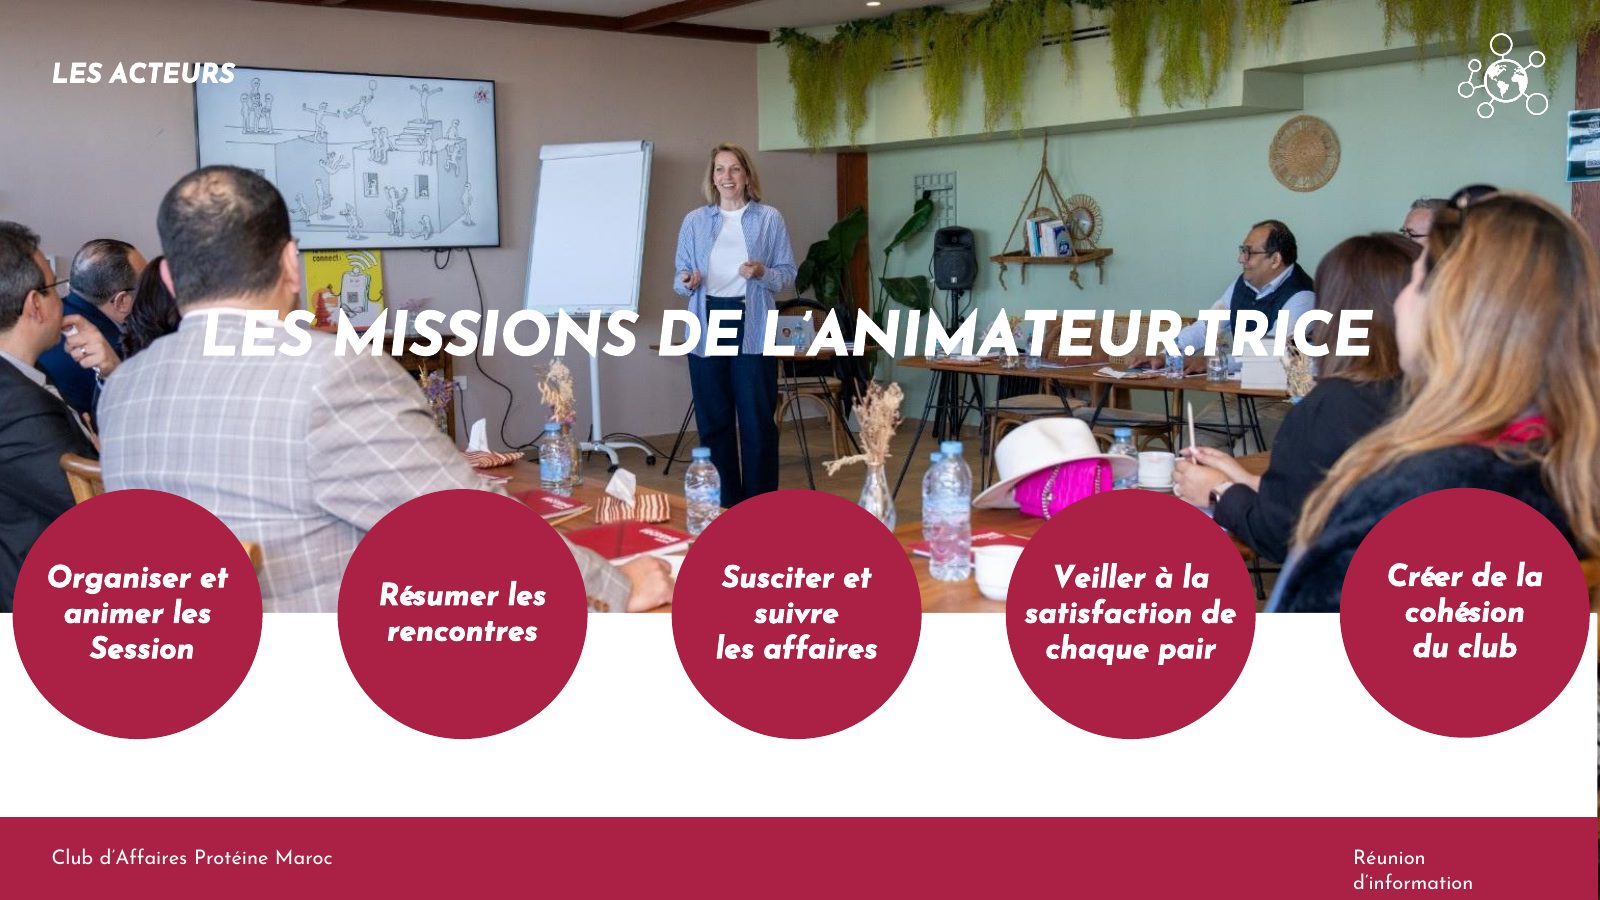 LES ACTEURS
connect:
LES MISSIONS DE L'ANIMATEUR.TRICE
Organiser et
animer les
Session
Résumer les
rencontres
Susciter et
suivre
les affaires
Veiller à la
satisfaction de
chaque pair
Créer de la
cohésion
du club
Club d'Affaires Protéine Maroc
Réunion
d'information